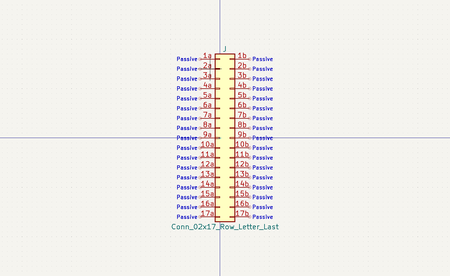 J
Passive 1a 1b Passive
Passive 2a 2b Passive
Passive 3a 3b Passive
Passive 4a 4b Passive
Passive 5a 5b Passive
Passive 6a 6b Passive
Passive 7a 7b Passive
Passive 8a 8b Passive
Passive 9a 9b Passive
Passive 10a 10b Passive
Passive 11a 11b Passive
Passive 12a 12b Passive
Passive 13a 13b Passive
Passive 14a 14b Passive
Passive 15a 15b Passive
Passive 16a 16b Passive
Passive 17a 17b Passive
Conn_02x17_Row_Letter_Last